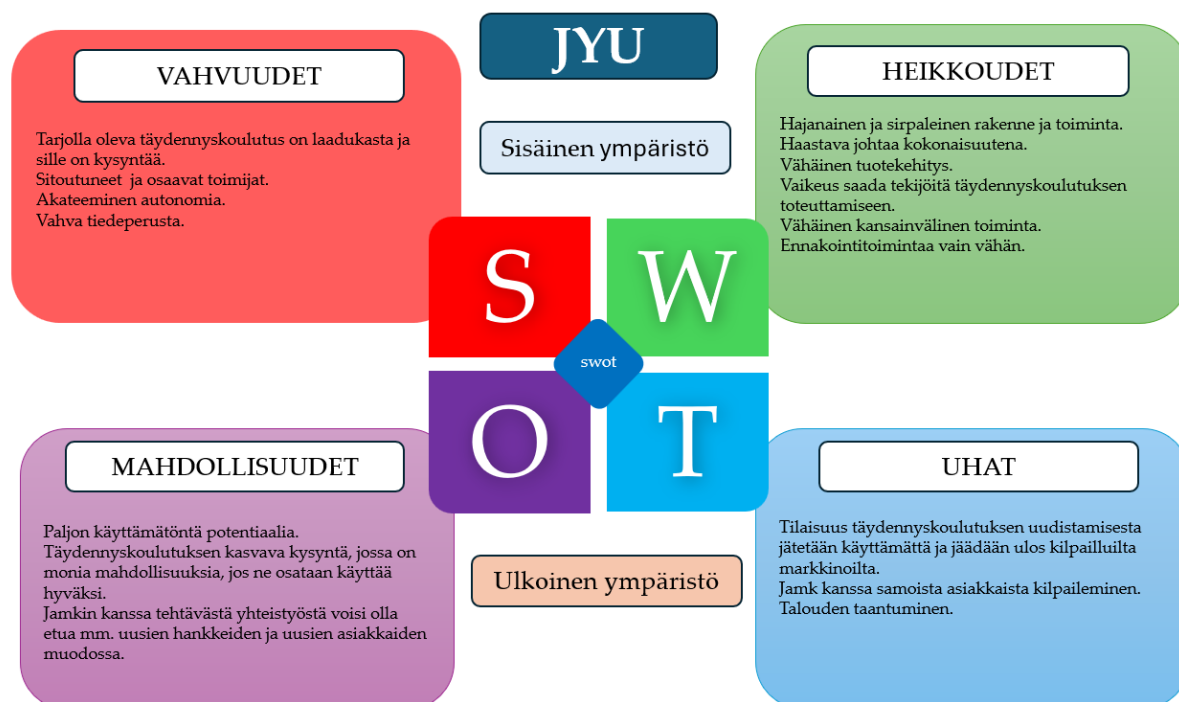 JYU
Sisäinen ympäristö
VAHVUUDET
Tarjolla oleva täydennyskoulutus on laadukasta ja
sille on kysyntää.
Sitoutuneet ja osaavat toimijat.
Akateeminen autonomia.
Vahva tiedeperusta.
HEIKKOUDET
Hajanainen ja sirpaleinen rakenne ja toiminta.
Haastava johtaa kokonaisuutena.
Vähäinen tuotekehitys.
Vaikeus saada tekijöitä täydennyskoulutuksen
toteuttamiseen.
Vähäinen kansainvälinen toiminta.
Ennakointitoimintaa vain vähän.
S
W
swot
O
T
MAHDOLLISUUDET
Paljon käyttämätöntä potentiaalia.
Täydennyskoulutuksen kasvava kysyntä, jossa on
monia mahdollisuuksia, jos ne osataan käyttää
hyväksi.
Jamkin kanssa tehtävästä yhteistyöstä voisi olla
etua mm. uusien hankkeiden ja uusien asiakkaiden
muodossa.
Ulkoinen ympäristö
UHAT
Tilaisuus täydennyskoulutuksen uudistamisesta
jätetään käyttämättä ja jäädään ulos kilpailluilta
markkinoilta.
Jamk kanssa samoista asiakkaista kilpaileminen.
Talouden taantuminen.